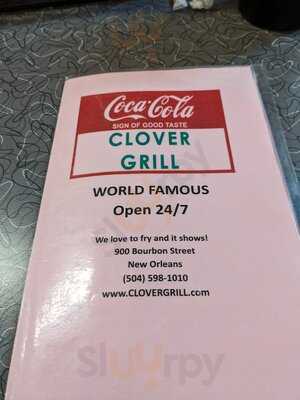 Coca-Cola
SIGN OF GOOD TASTE
CLOVER
GRILL
WORLD FAMOUS
Open 24/7
We love to fry and it shows!
900 Bourbon Street
New Orleans
(504) 598-1010
www.CLOVERGRILL.com
Sluurpy